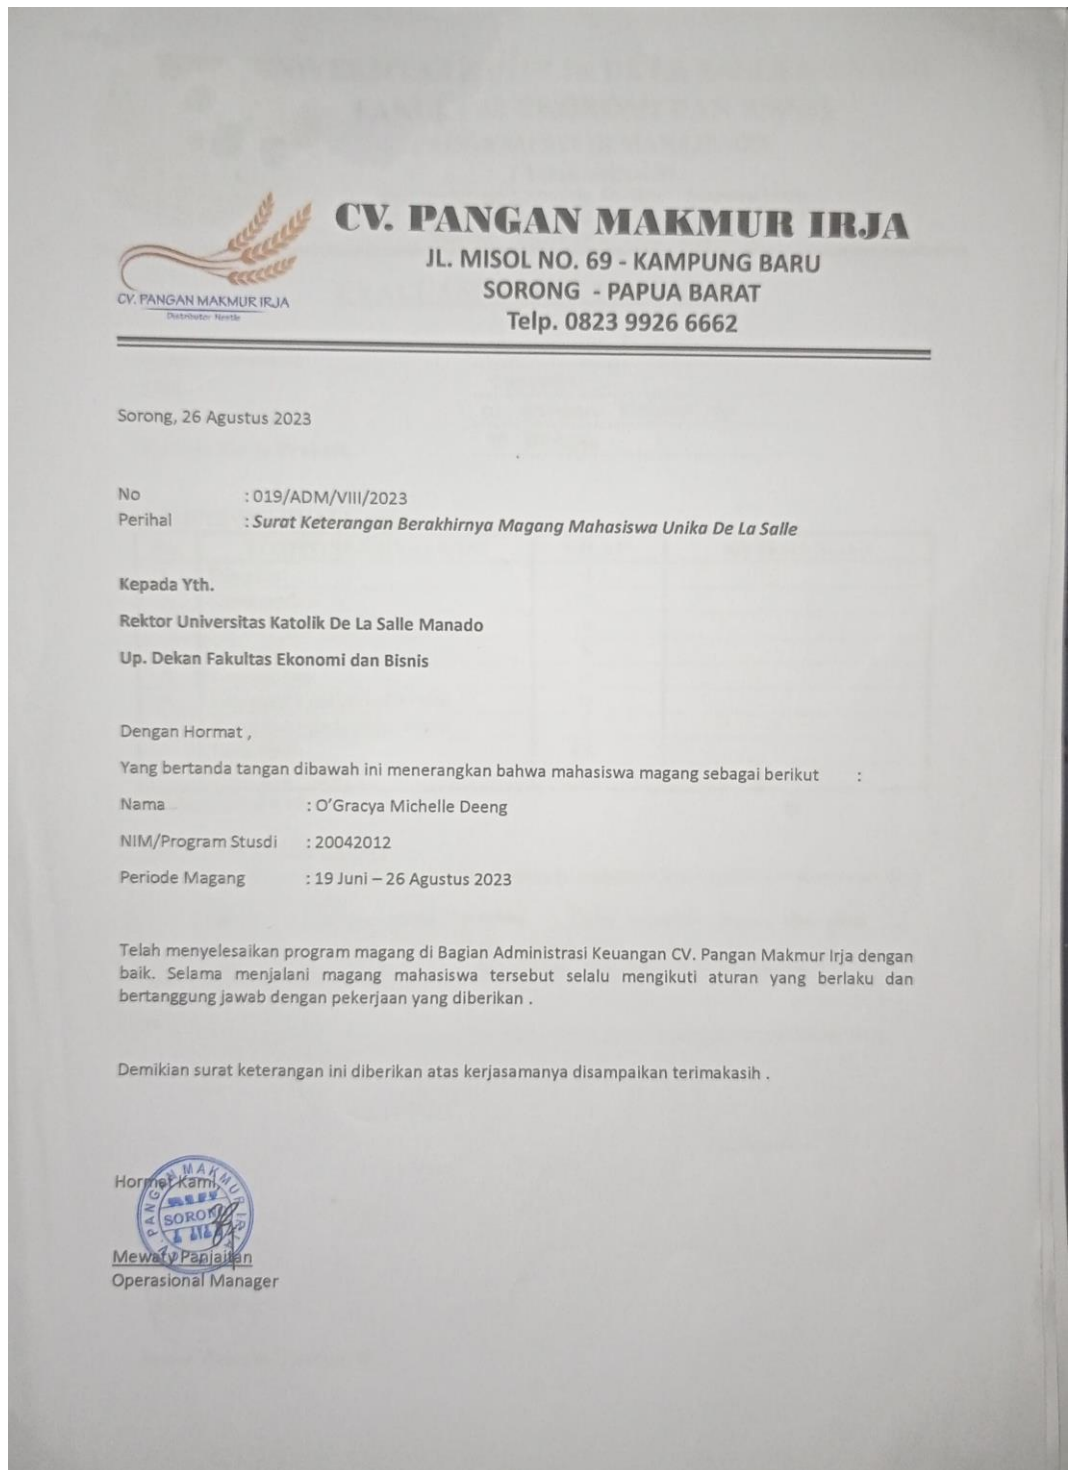 CV. PANGAN MAKMUR IRJA
JL. MISOL NO. 69 - KAMPUNG BARU
SORONG - PAPUA BARAT
Telp. 0823 9926 6662
CV. PANGAN MAKMUR IRJA
Distributor Nestle
Sorong, 26 Agustus 2023
No : 019/ADM/VIII/2023
Perihal : Surat Keterangan Berakhirnya Magang Mahasiswa Unika De La Salle
Kepada Yth.
Rektor Universitas Katolik De La Salle Manado
Up. Dekan Fakultas Ekonomi dan Bisnis
Dengan Hormat ,
Yang bertanda tangan dibawah ini menerangkan bahwa mahasiswa magang sebagai berikut :
Nama : O’Gracya Michelle Deeng
NIM/Program Stusdi : 20042012
Periode Magang : 19 Juni – 26 Agustus 2023
Telah menyelesaikan program magang di Bagian Administrasi Keuangan CV. Pangan Makmur Irja dengan
baik. Selama menjalani magang mahasiswa tersebut selalu mengikuti aturan yang berlaku dan
bertanggung jawab dengan pekerjaan yang diberikan .
Demikian surat keterangan ini diberikan atas kerjasamanya disampaikan terimakasih .
Hormat Kami,
PANGAN MAKMUR IRJA
SORONG
Mewaty Panjaitan
Operasional Manager